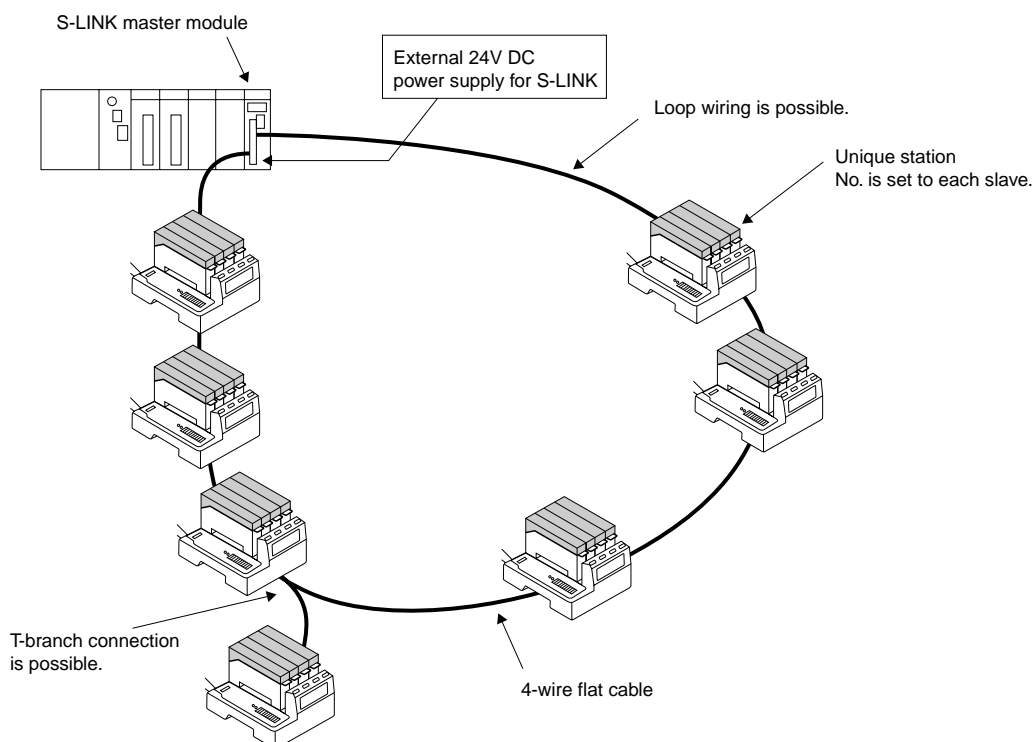 S-LINK master module
External 24V DC
power supply for S-LINK
Loop wiring is possible.
Unique station
No. is set to each slave.
T-branch connection
is possible.
4-wire flat cable